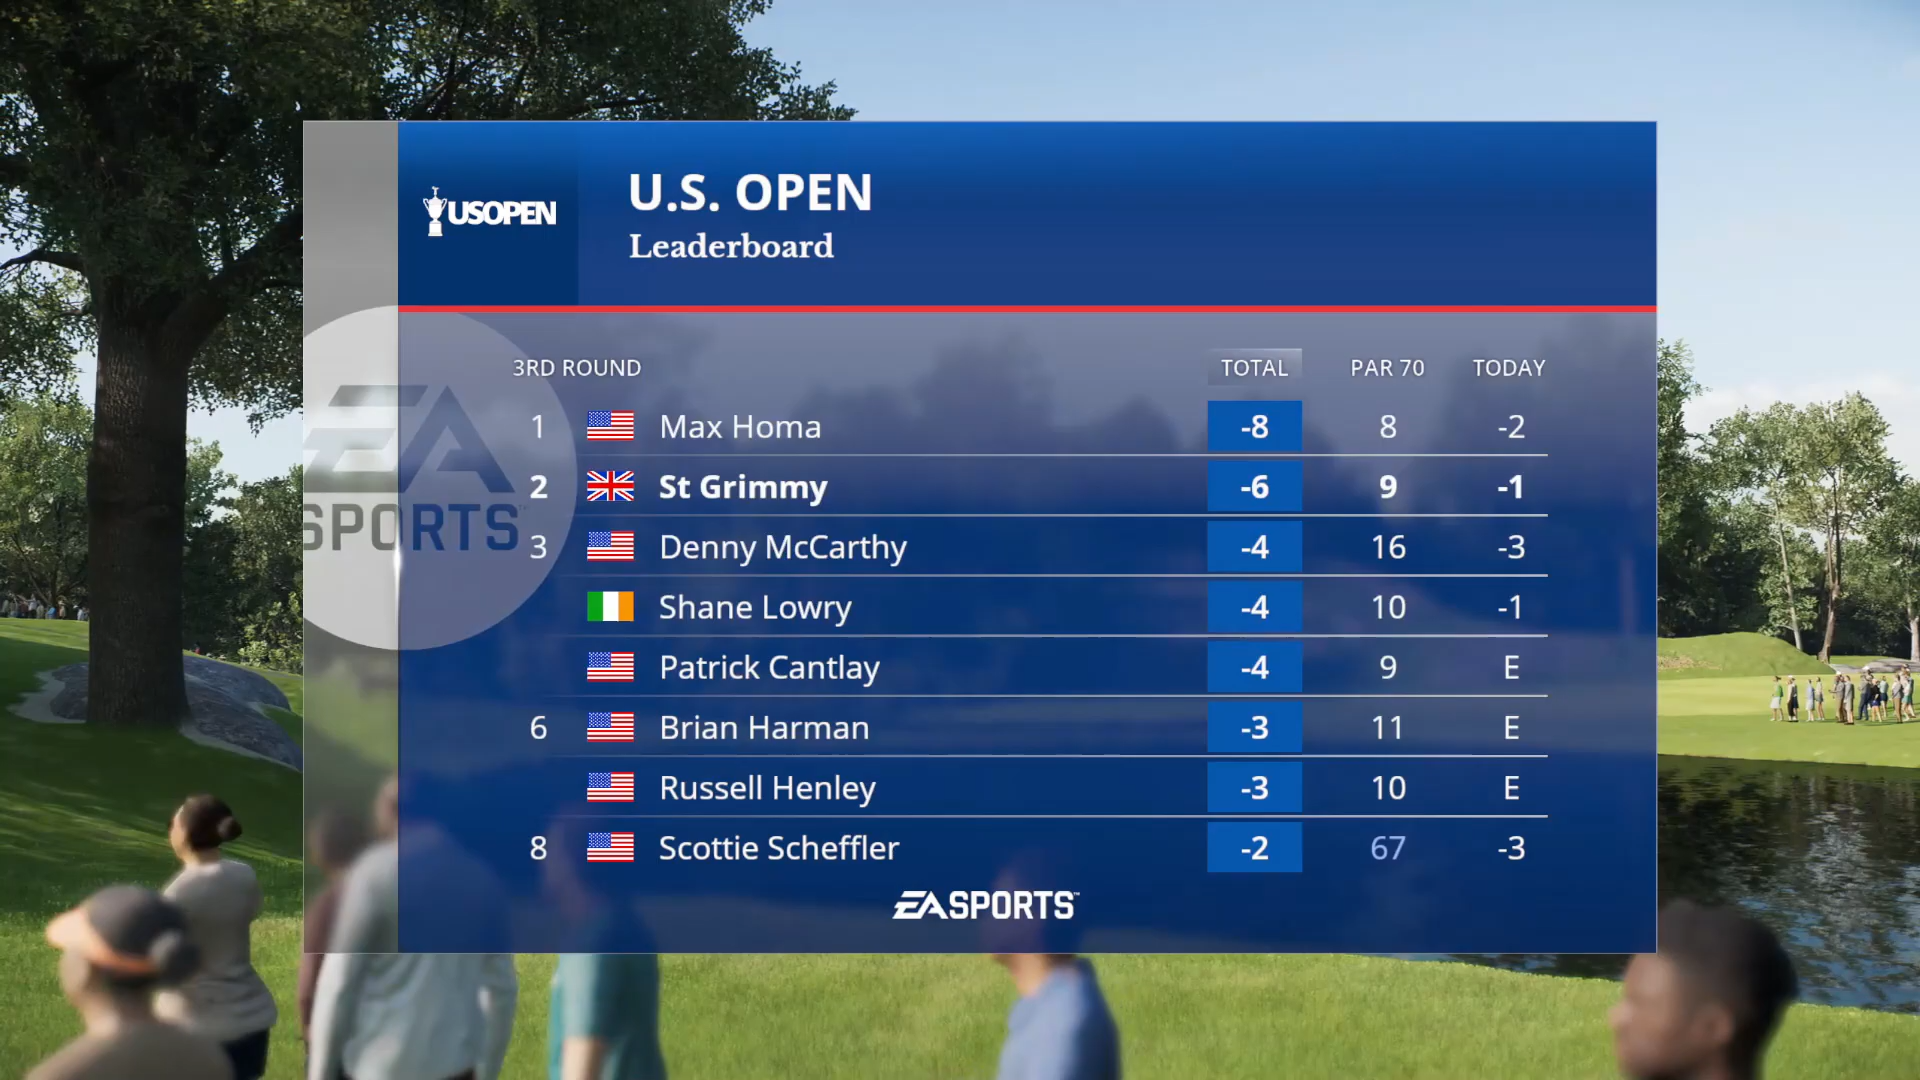 USOPEN
U.S. OPEN
Leaderboard
EA
SPORTS
3RD ROUND TOTAL PAR 70 TODAY
1 Max Homa -8 8 -2
2 St Grimmy -6 9 -1
3 Denny McCarthy -4 16 -3
Shane Lowry -4 10 -1
Patrick Cantlay -4 9 E
6 Brian Harman -3 11 E
Russell Henley -3 10 E
8 Scottie Scheffler -2 67 -3
EA SPORTS™